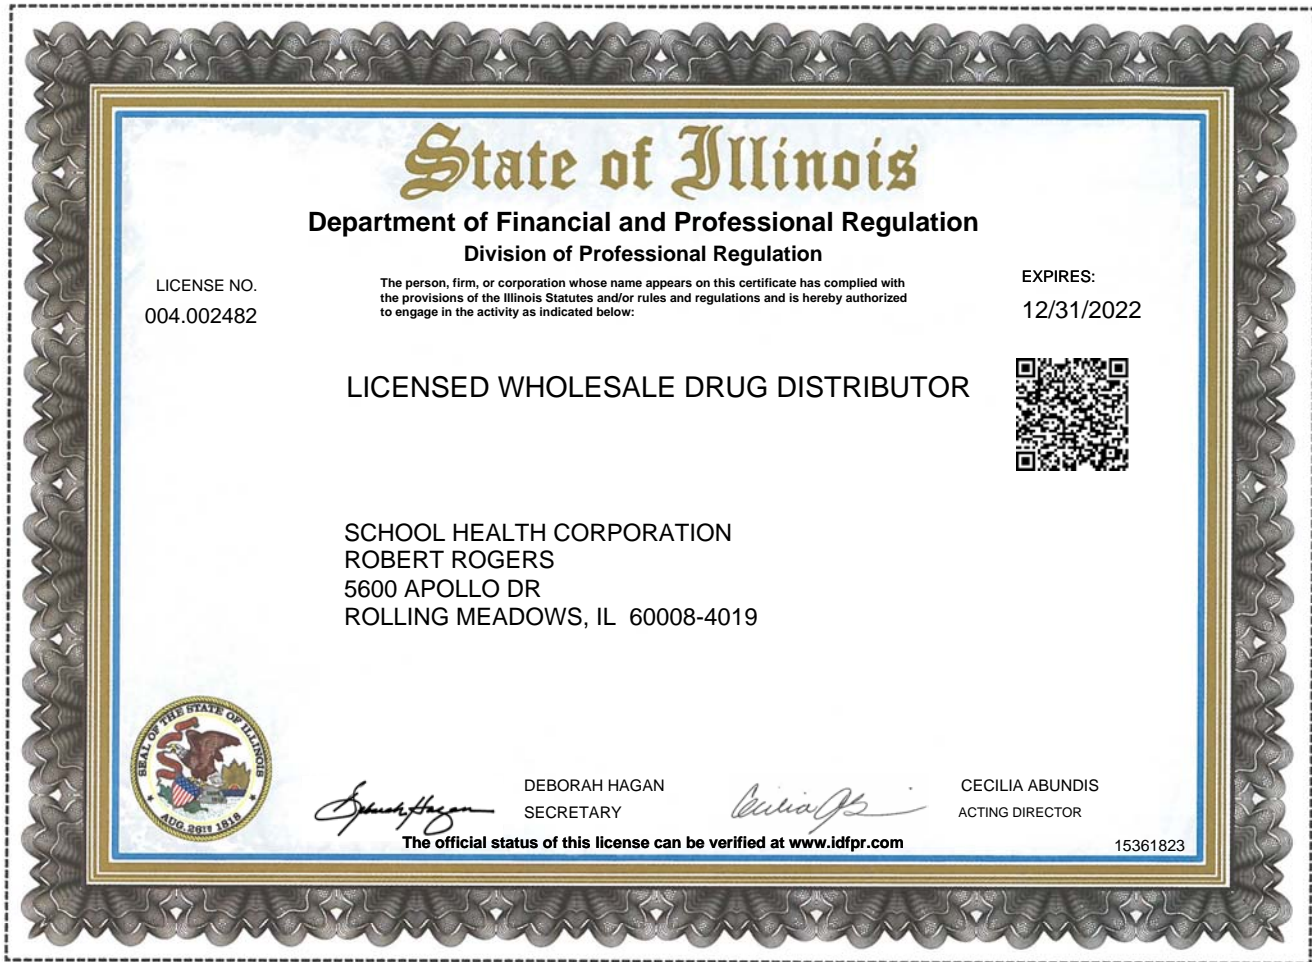 State of Illinois
Department of Financial and Professional Regulation
Division of Professional Regulation
LICENSE NO.
004.002482
The person, firm, or corporation whose name appears on this certificate has complied with
the provisions of the Illinois Statutes and/or rules and regulations and is hereby authorized
to engage in the activity as indicated below:
EXPIRES:
12/31/2022
LICENSED WHOLESALE DRUG DISTRIBUTOR
SCHOOL HEALTH CORPORATION
ROBERT ROGERS
5600 APOLLO DR
ROLLING MEADOWS, IL 60008-4019
SEAL OF THE STATE OF ILLINOIS
AUG. 26TH 1818
Deborah Hagan
DEBORAH HAGAN
SECRETARY
Cecilia
CECILIA ABUNDIS
ACTING DIRECTOR
The official status of this license can be verified at www.idfpr.com
15361823